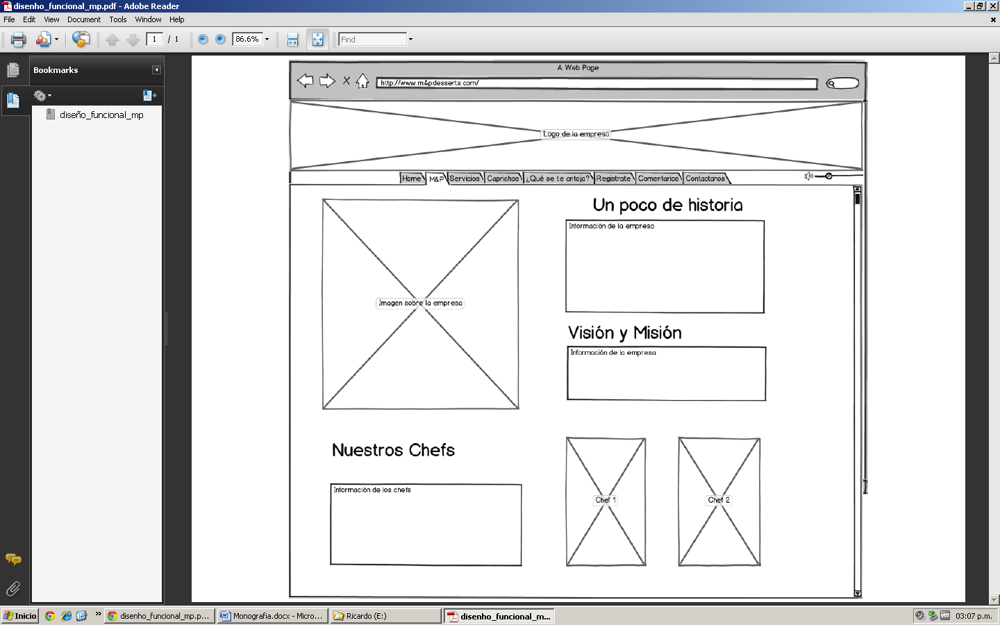 disenho_funcional_mp.pdf - Adobe Reader
File Edit View Document Tools Window Help
1 / 1 86.6% Find
Bookmarks
diseño_funcional_mp
A Web Page
http://www.m&pdesserts.com/
Logo de la empresa
Home M&P Servicios Caprichos ¿Qué se te antoja? Registrate Comentarios Contactanos
Un poco de historia
Información de la empresa
Imagen sobre la empresa
Visión y Misión
Información de la empresa
Nuestros Chefs
Información de los chefs
Chef 1 Chef 2
Inicio » disenho_funcional_mp.p... Monografia.docx - Micro... Ricardo (E:) disenho_funcional_m... vm 03:07 p.m.